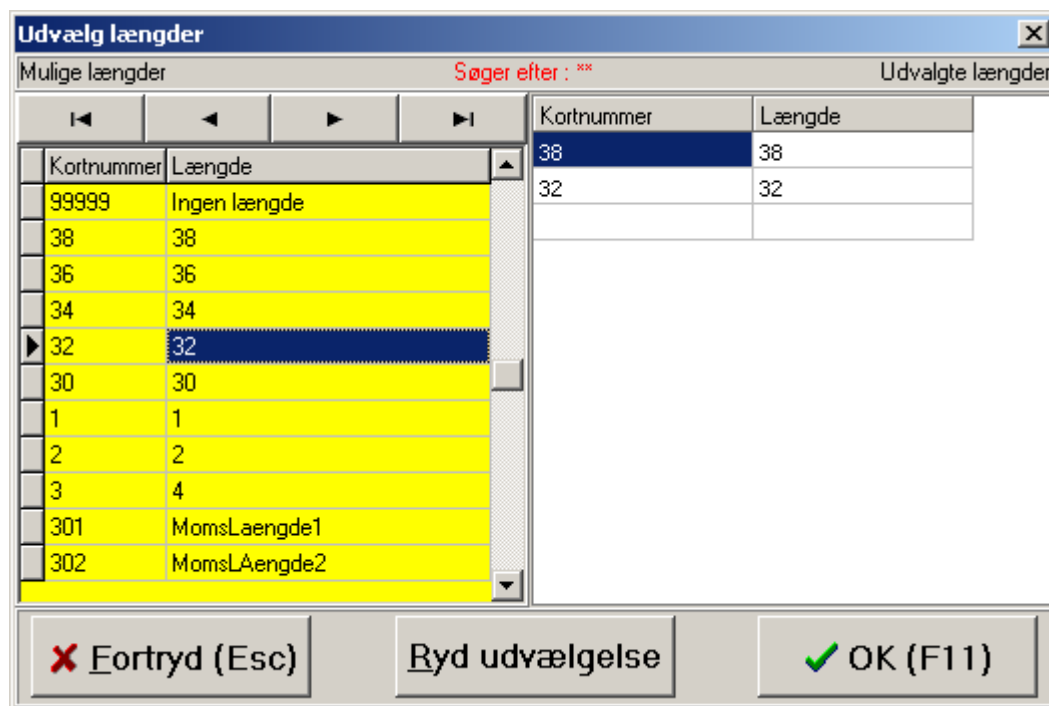 Udvælg længder
Mulige længder Søger efter : ** Udvalgte længder
Kortnummer Længde
99999 Ingen længde
38 38
36 36
34 34
32 32
30 30
1 1
2 2
3 4
301 MomsLaengde1
302 MomsLAengde2
Kortnummer Længde
38 38
32 32
Fortryd (Esc) Ryd udvælgelse OK (F11)